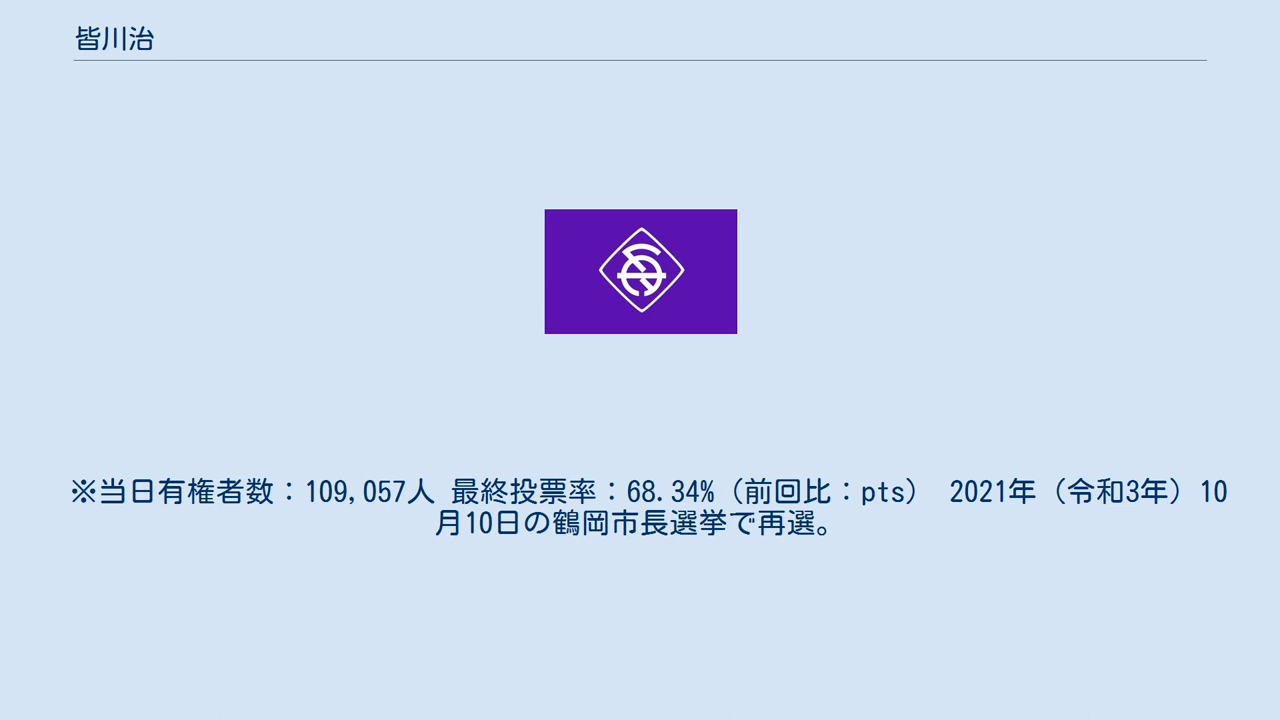 皆川治
※当日有権者数：109,057人 最終投票率：68.34%（前回比：pts） 2021年（令和3年）10
月10日の鶴岡市長選挙で再選。